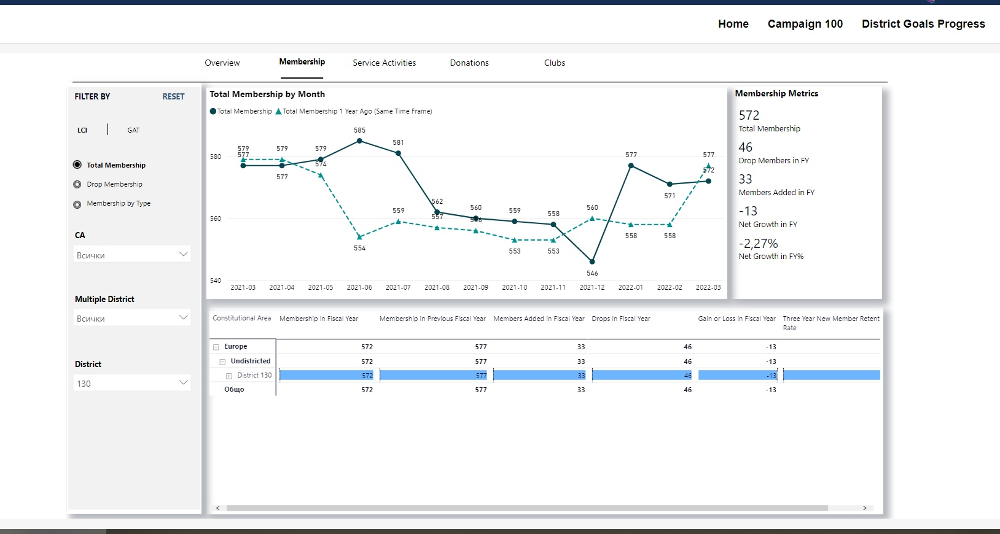 Home Campaign 100 District Goals Progress
Overview Membership Service Activities Donations Clubs
FILTER BY RESET
LCI GAT
Total Membership
Drop Membership
Membership by Type
CA
Всички
Multiple District
Всички
District
130
Total Membership by Month
Total Membership Total Membership 1 Year Ago (Same Time Frame)
585
581
579 579 579
577
574
577
580
577 577
572
571
562
557
559
560
559
558
560
560
554
553 553
558 558
546
540
2021-03 2021-04 2021-05 2021-06 2021-07 2021-08 2021-09 2021-10 2021-11 2021-12 2022-01 2022-02 2022-03
Membership Metrics
572
Total Membership
46
Drop Members in FY
33
Members Added in FY
-13
Net Growth in FY
-2,27%
Net Growth in FY%
Constitutional Area Membership in Fiscal Year Membership in Previous Fiscal Year Members Added in Fiscal Year Drops in Fiscal Year Gain or Loss in Fiscal Year Three Year New Member Retent
Rate
Europe 572 577 33 46 -13
Undistricted 572 577 33 46 -13
District 130 572 577 33 46 -13
Общо 572 577 33 46 -13